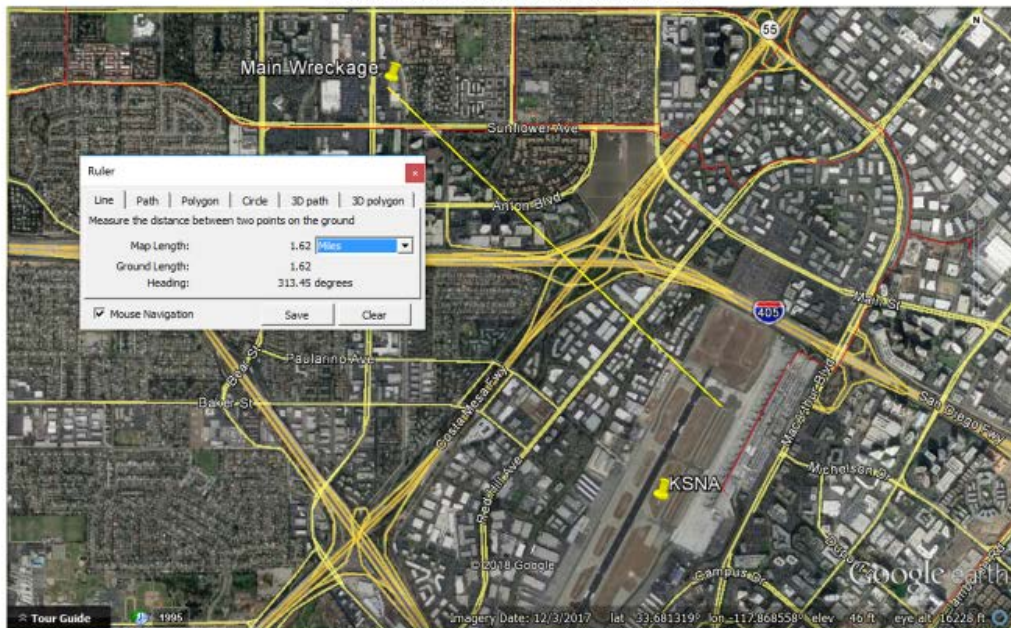 55
N
Main Wreckage
Sunflower Ave
Ruler
Line Path Polygon Circle 3D path 3D polygon
Measure the distance between two points on the ground
Map Length: 1.62 Miles
Ground Length: 1.62
Heading: 313.45 degrees
Mouse Navigation Save Clear
Anton Blvd
Main St
405
Paularino Ave
Bear St
Baker St
Costa Mesa Fwy
Macarthur Blvd
San Diego Fwy
Red Hill Ave
KSNA
Michelson Dr
© 2018 Google
Campus Dr
Google earth
Tour Guide 1995 Imagery Date: 12/3/2017 lat 33.681319° lon -117.868558° elev 46 ft eye alt 16228 ft